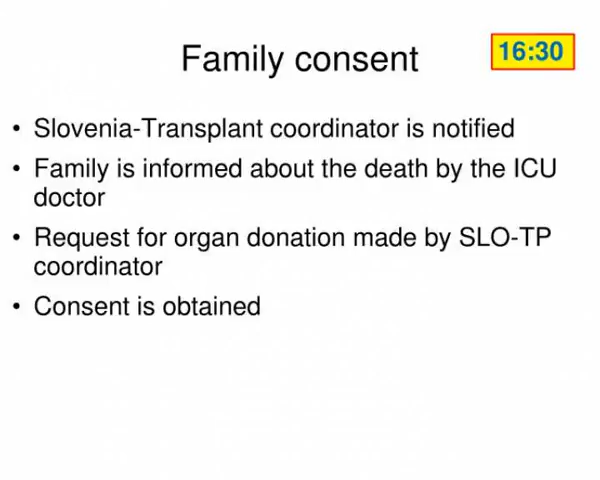 Family consent
16:30
• Slovenia-Transplant coordinator is notified
• Family is informed about the death by the ICU
doctor
• Request for organ donation made by SLO-TP
coordinator
• Consent is obtained